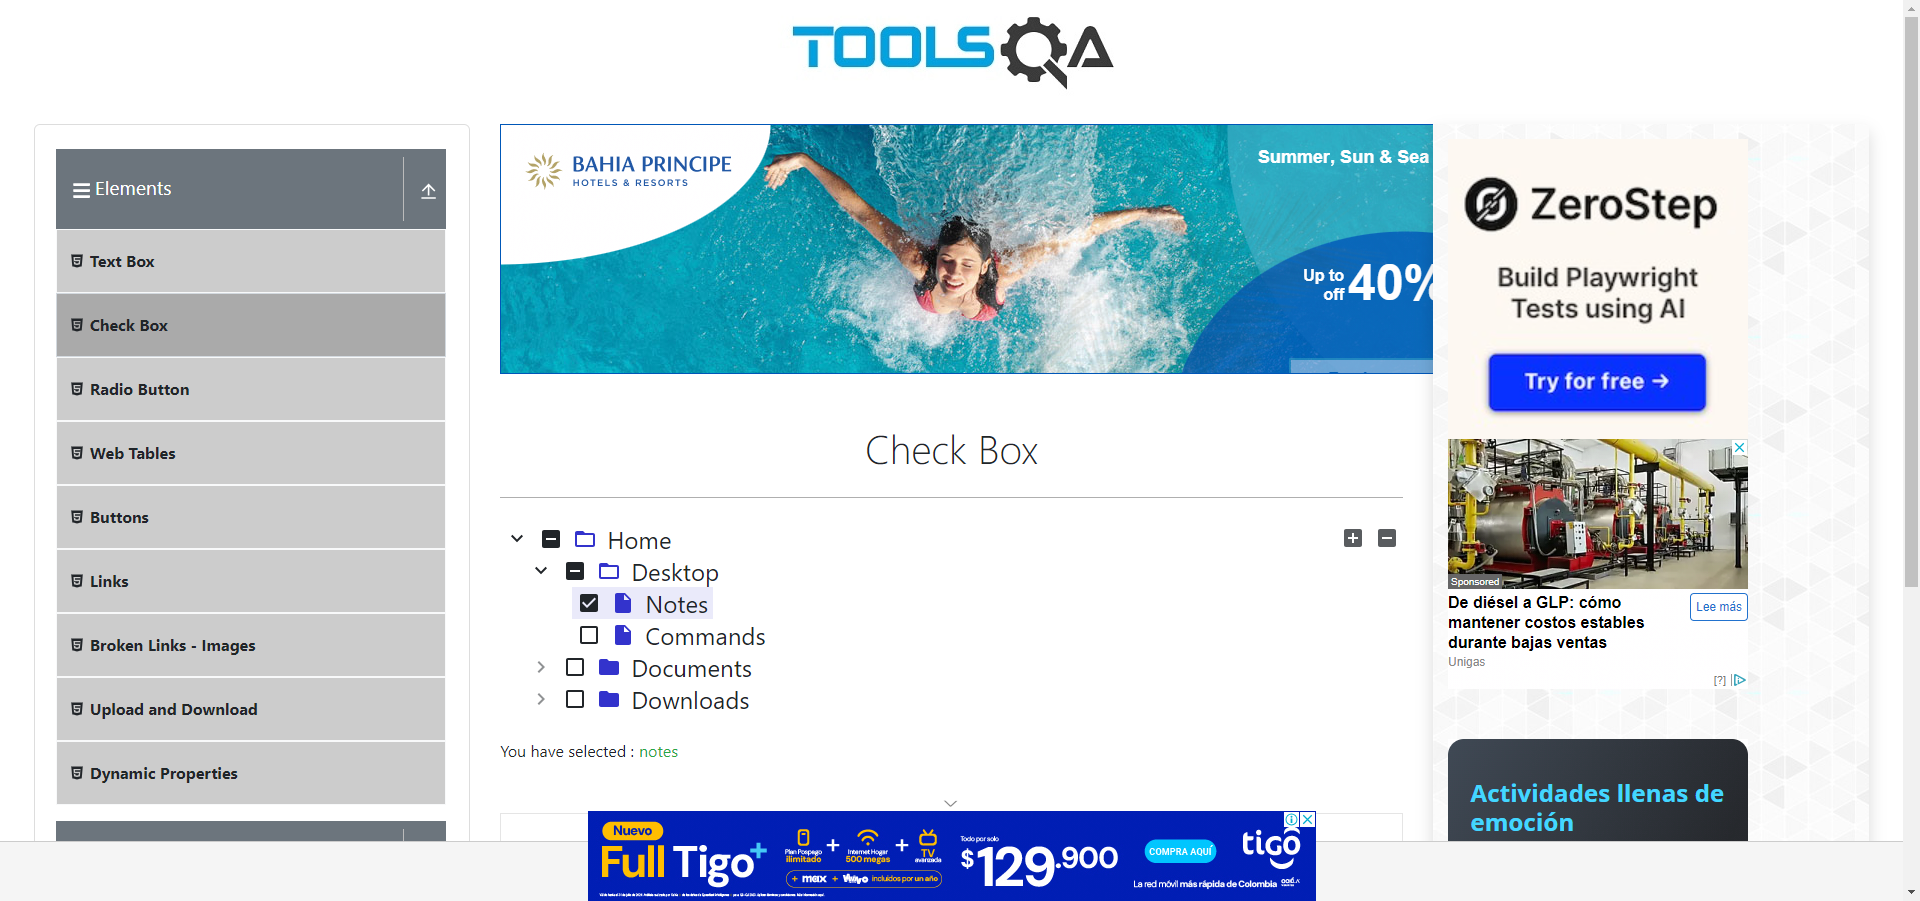 TOOLSQA
Elements
Text Box
Check Box
Radio Button
Web Tables
Buttons
Links
Broken Links - Images
Upload and Download
Dynamic Properties
BAHIA PRINCIPE
HOTELS & RESORTS
Summer, Sun & Sea
Up to
off 40%
Check Box
Home
Desktop
Notes
Commands
Documents
Downloads
You have selected : notes
ZeroStep
Build Playwright
Tests using AI
Try for free →
Sponsored
De diésel a GLP: cómo
mantener costos estables
durante bajas ventas
Lee más
Unigas
[?]
Actividades llenas de
emoción
Nuevo
Full Tigo+
Plan Pospago
ilimitado
+
Internet Hogar
500 megas
+
TV
avanzada
+ max + Win+ incluidos por un año
Todo por solo
$129.900
COMPRA AQUÍ
tigo
La red móvil más rápida de Colombia